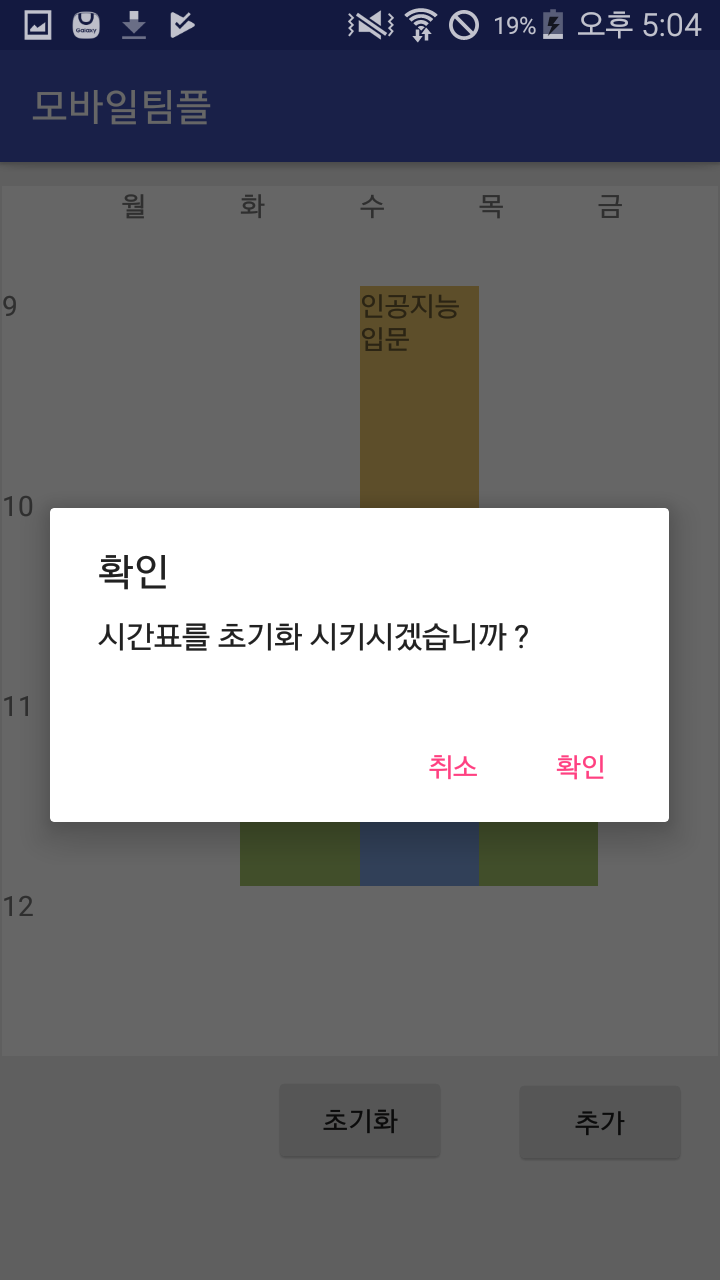 19% 오후 5:04
모바일팀플
월 화 수 목 금
9
인공지능
입문
10
확인
시간표를 초기화 시키시겠습니까 ?
11
취소 확인
12
초기화 추가